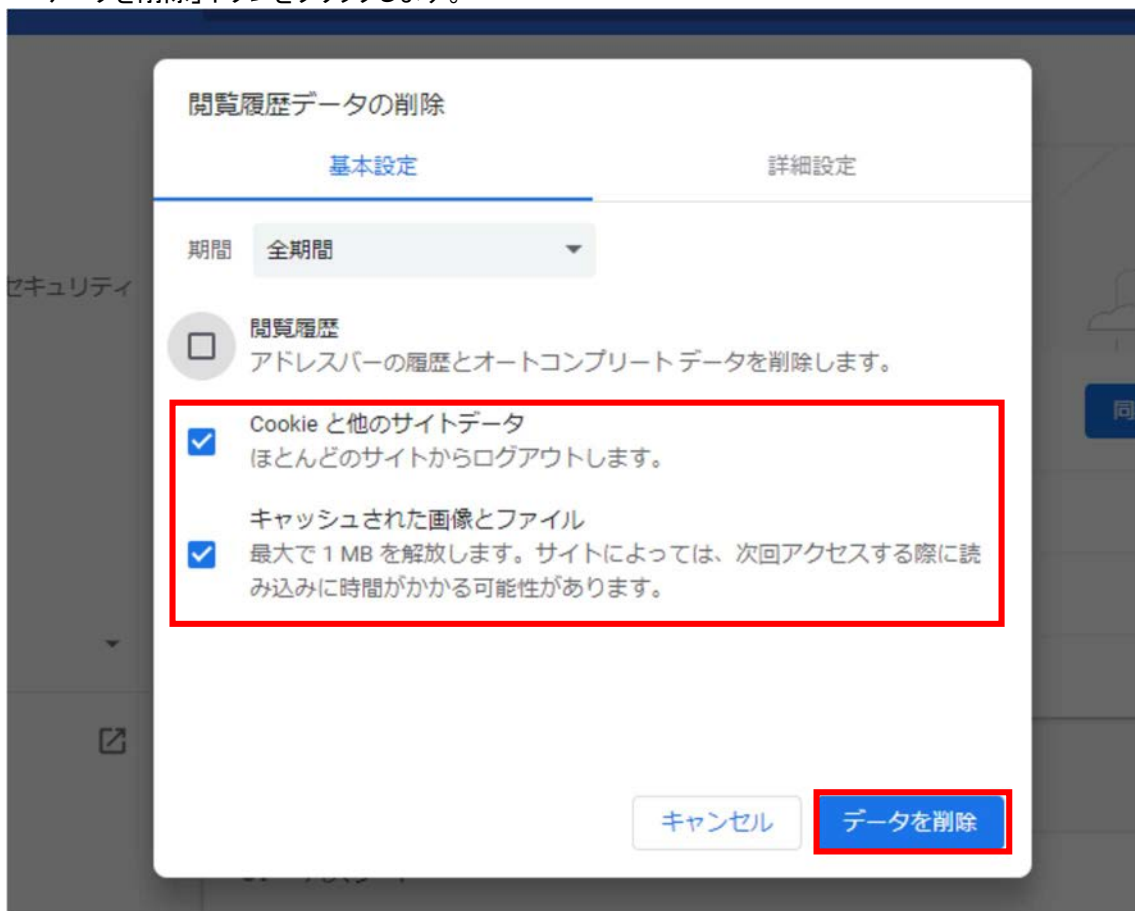 閲覧履歴データの削除
基本設定
詳細設定
期間
全期間
セキュリティ
閲覧履歴
アドレスバーの履歴とオートコンプリート データを削除します。
同
Cookie と他のサイトデータ
ほとんどのサイトからログアウトします。
キャッシュされた画像とファイル
最大で 1 MB を解放します。サイトによっては、次回アクセスする際に読
み込みに時間がかかる可能性があります。
キャンセル
データを削除